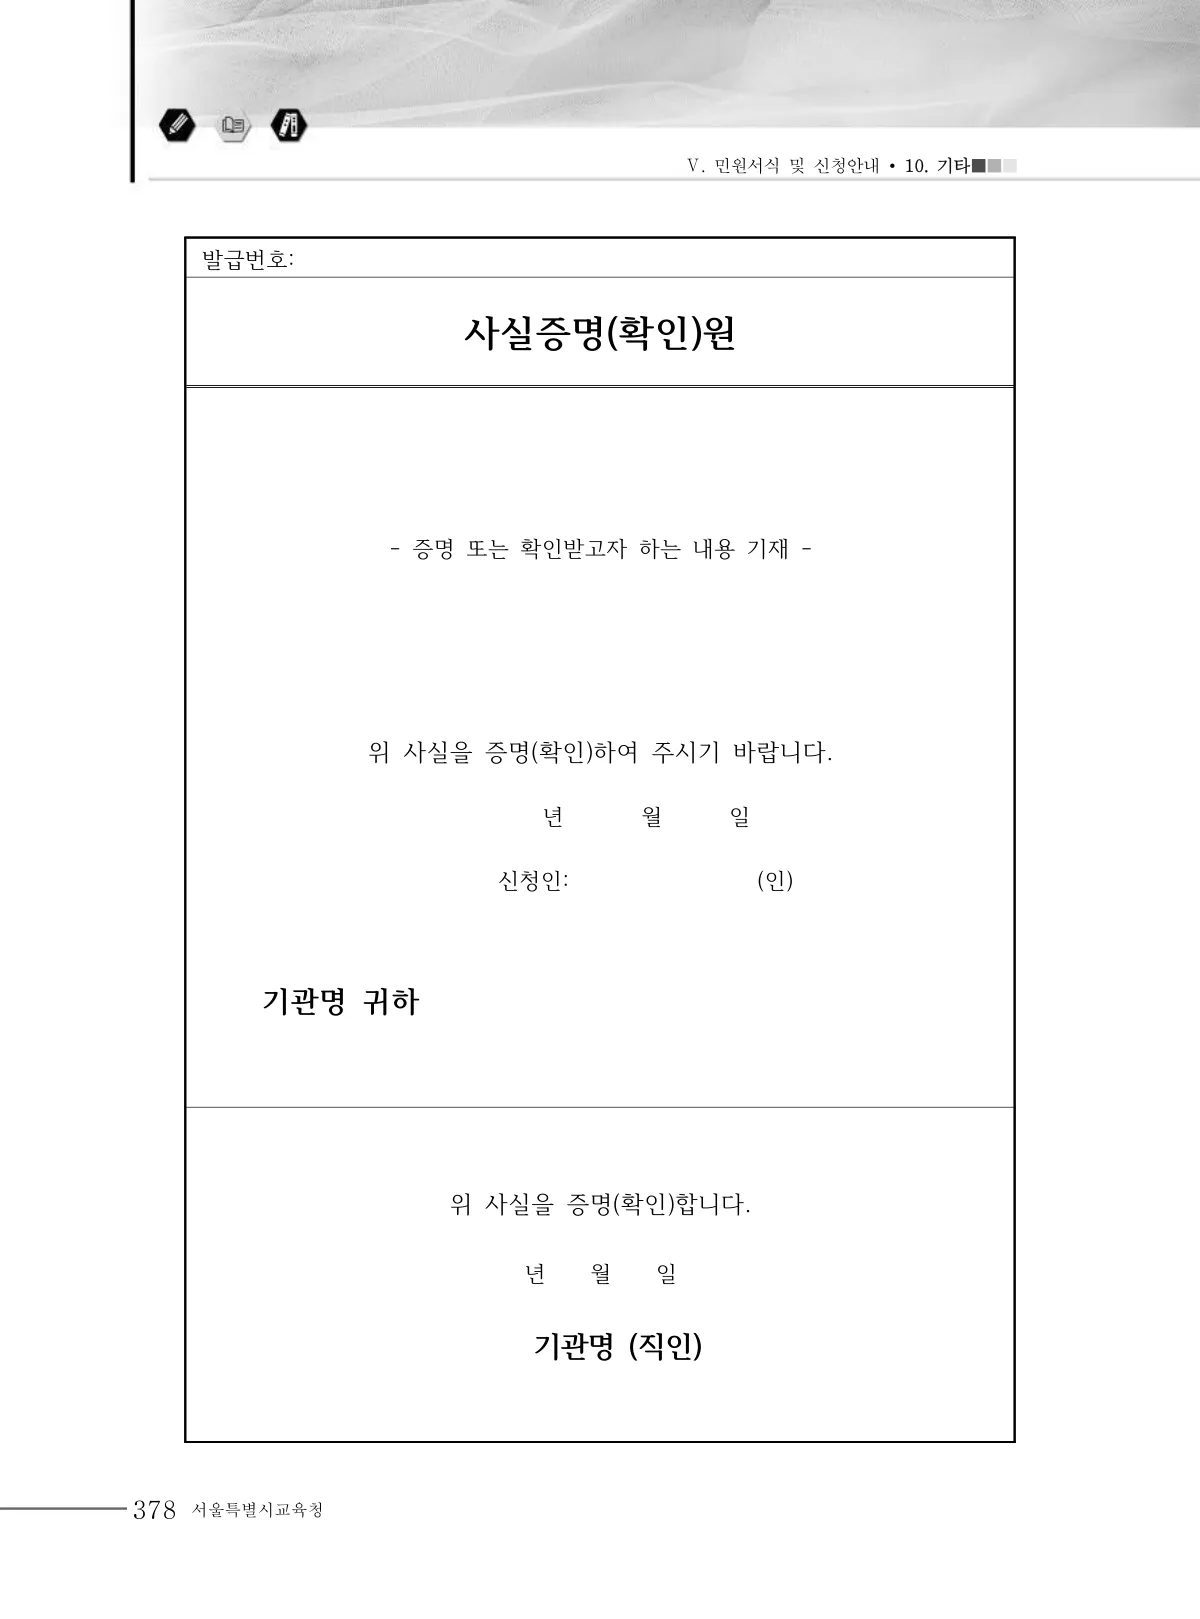 Ⅴ. 민원서식 및 신청안내 • 10. 기타
발급번호:
사실증명(확인)원
- 증명 또는 확인받고자 하는 내용 기재 -
위 사실을 증명(확인)하여 주시기 바랍니다.
년 월 일
신청인: (인)
기관명 귀하
위 사실을 증명(확인)합니다.
년 월 일
기관명 (직인)
378 서울특별시교육청